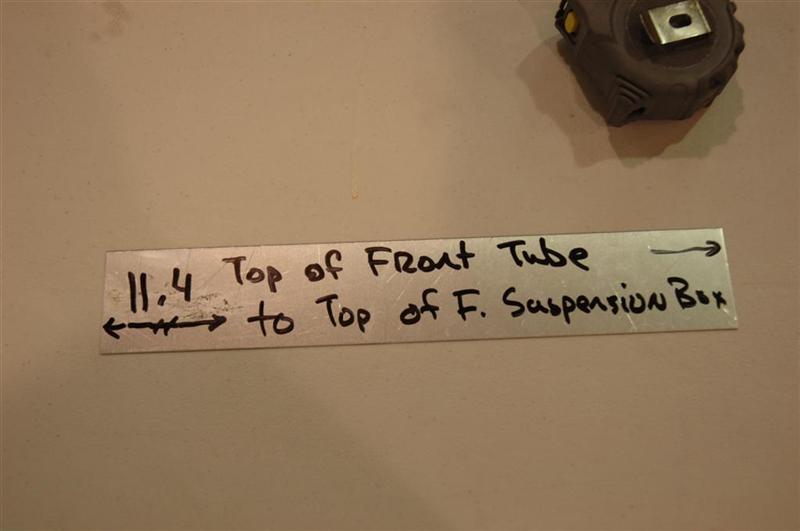 11.4 Top of Front Tube
to Top of F. Suspension Box